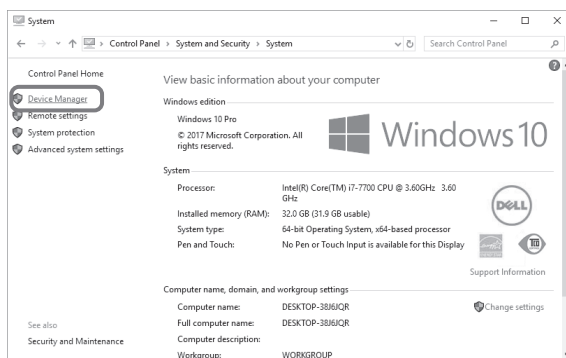 System
Control Panel > System and Security > System
Search Control Panel
Control Panel Home
Device Manager
Remote settings
System protection
Advanced system settings
View basic information about your computer
Windows edition
Windows 10 Pro
© 2017 Microsoft Corporation. All
rights reserved.
Windows 10
System
Processor: Intel(R) Core(TM) i7-7700 CPU @ 3.60GHz 3.60
GHz
Installed memory (RAM): 32.0 GB (31.9 GB usable)
System type: 64-bit Operating System, x64-based processor
Pen and Touch: No Pen or Touch Input is available for this Display
DELL
Support Information
Computer name, domain, and workgroup settings
Computer name: DESKTOP-38J6JQR
Change settings
Full computer name: DESKTOP-38J6JQR
Computer description:
Workgroup: WORKGROUP
See also
Security and Maintenance